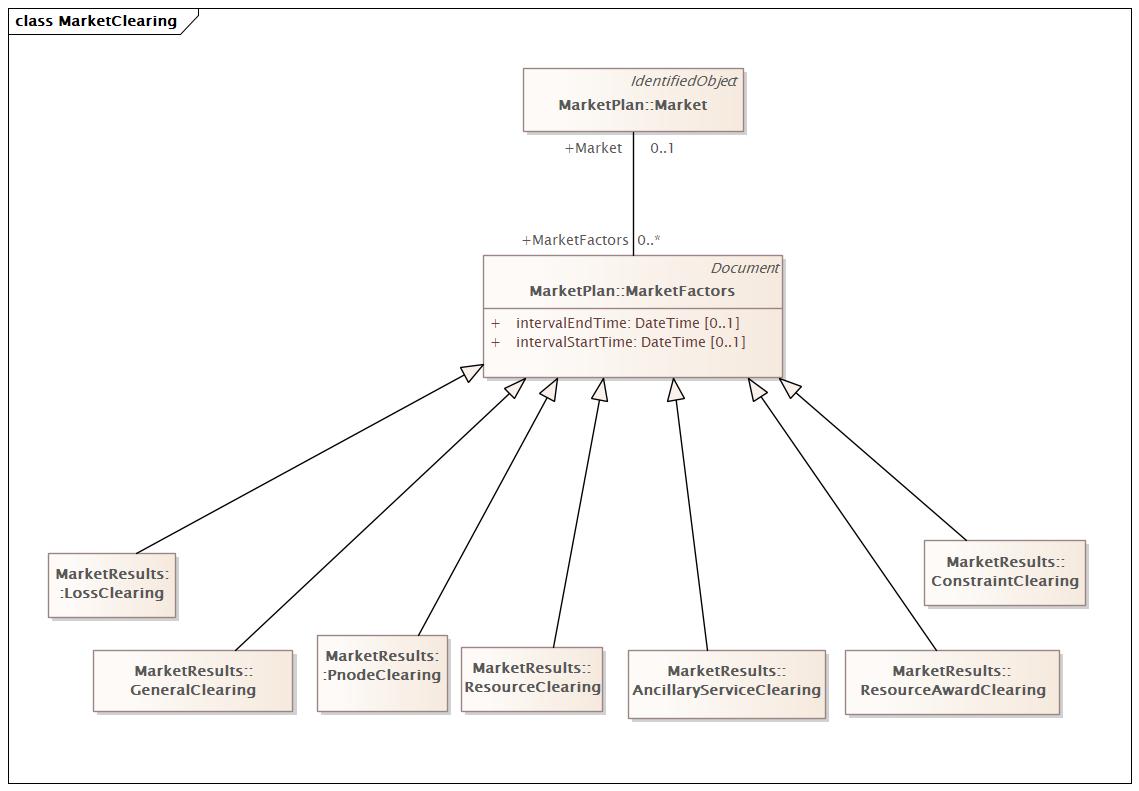 class MarketClearing
IdentifiedObject
MarketPlan::Market
+Market 0..1
+MarketFactors 0..*
Document
MarketPlan::MarketFactors
+ intervalEndTime: DateTime [0..1]
+ intervalStartTime: DateTime [0..1]
MarketResults:
:LossClearing
MarketResults::
GeneralClearing
MarketResults:
:PnodeClearing
MarketResults::
ResourceClearing
MarketResults::
AncillaryServiceClearing
MarketResults::
ResourceAwardClearing
MarketResults::
ConstraintClearing